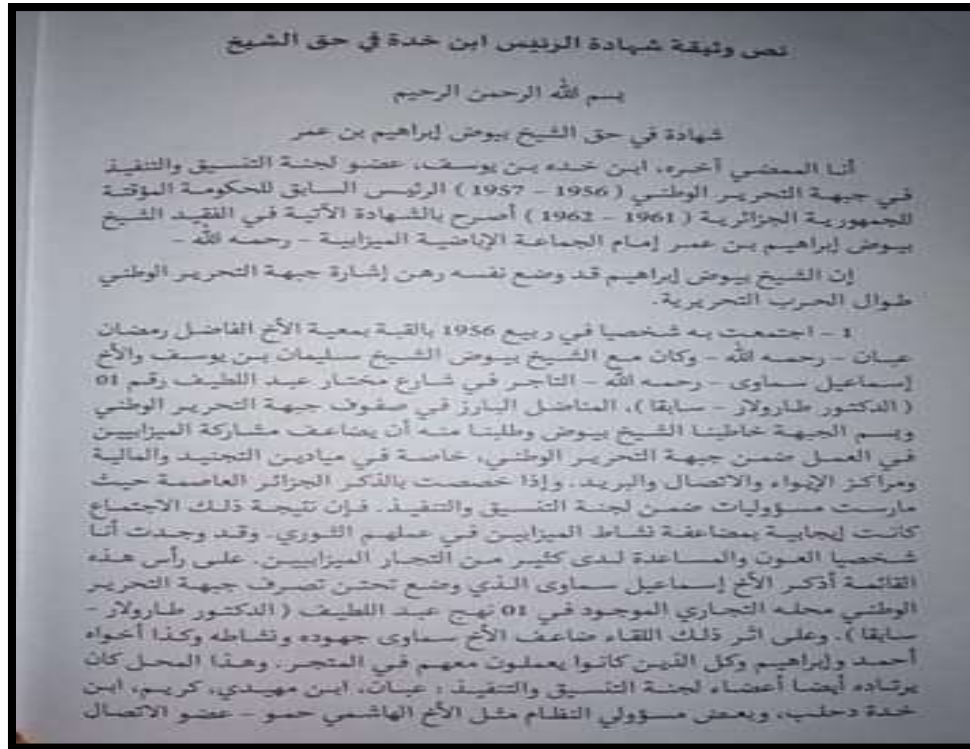 نص وثيقة شهادة الرئيس ابن خدة في حق الشيخ
بسم الله الرحمن الرحيم
شهادة في حق الشيخ بيوض إبراهيم بن عمر
أنا الممضي أخره، ابن خده بن يوسف، عضو لجنة التنسيق والتنفيذ
في جبهة التحرير الوطني ( 1956 – 1957 ) الرئيس السابق للحكومة المؤقتة
للجمهورية الجزائرية ( 1961 – 1962 ) أصرح بالشهادة الآتية في الفقيد الشيخ
بيوض إبراهيم بن عمر إمام الجماعة الإباضية الميزابية – رحمه الله –
إن الشيخ بيوض إبراهيم قد وضع نفسه رهن إشارة جبهة التحرير الوطني
طوال الحرب التحريرية.
1 – اجتمعت به شخصيا في ربيع 1956 بالقبة بمعية الأخ الفاضل رمضان
عبان – رحمه الله – وكان مع الشيخ بيوض الشيخ سليمان بن يوسف والأخ
إسماعيل سماوى – رحمه الله – التاجر في شارع مختار عبد اللطيف رقم 01
( الدكتور طارولار – سابقا )، المناضل البارز في صفوف جبهة التحرير الوطني
وبسم الجبهة خاطبنا الشيخ بيوض وطلبنا منه أن يضاعف مشاركة الميزابيين
في العمل ضمن جبهة التحرير الوطني، خاصة في ميادين التجنيد والمالية
ومراكز الإيواء والاتصال والبريد. وإذا خصصت بالذكر الجزائر العاصمة حيث
مارست مسؤوليات ضمن لجنة التنسيق والتنفيذ. فإن نتيجة ذلك الاجتماع
كانت إيجابية بمضاعفة نشاط الميزابيين في عملهم الثوري. وقد وجدت أنا
شخصيا العون والمساعدة لدى كثير من التجار الميزابيين. على رأس هذه
القائمة أذكر الأخ إسماعيل سماوى الذي وضع تحتن تصرف جبهة التحرير
الوطني محله التجاري الموجود في 01 نهج عبد اللطيف ( الدكتور طارولار –
سابقا ). وعلى اثر ذلك اللقاء ضاعف الأخ سماوى جهوده ونشاطه وكذا أخواه
أحمد وإبراهيم وكل الذين كانوا يعملون معهم في المتجر. وهذا المحل كان
يرتاده أيضا أعضاء لجنة التنسيق والتنفيذ : عبان، ابن مهيدي، كريم، ابن
خدة دحلب، وبعض مسؤولي النظام مثل الأخ الهاشمي حمو – عضو الاتصال